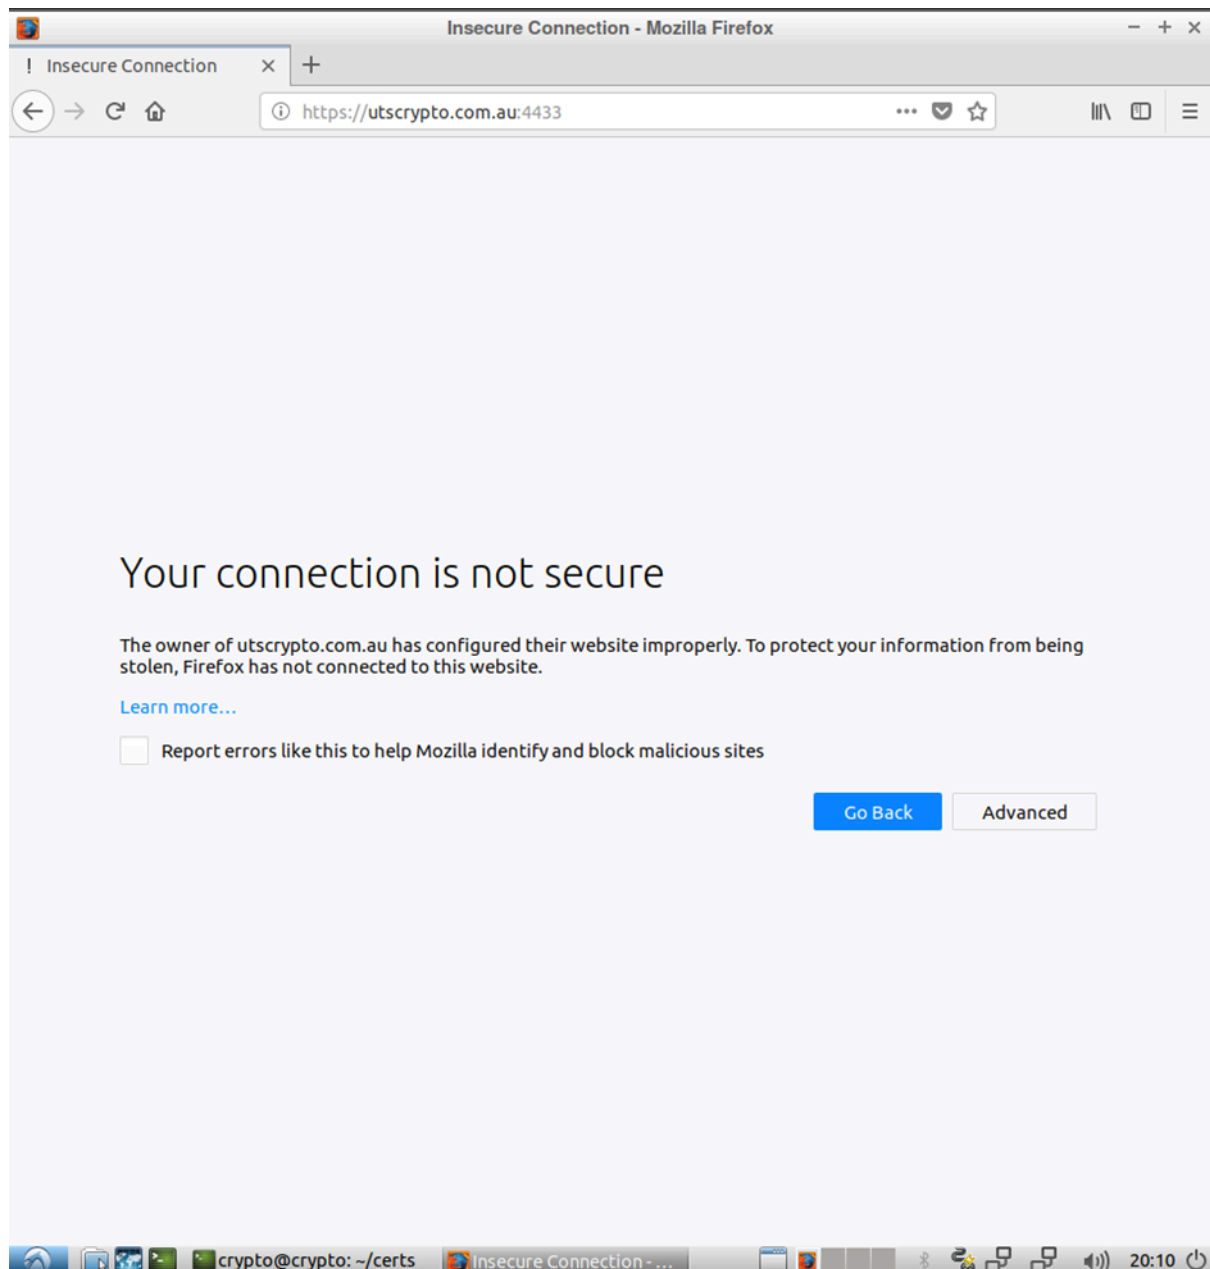 Insecure Connection - Mozilla Firefox
! Insecure Connection
https://utscrypto.com.au:4433
Your connection is not secure
The owner of utscrypto.com.au has configured their website improperly. To protect your information from being
stolen, Firefox has not connected to this website.
Learn more...
Report errors like this to help Mozilla identify and block malicious sites
Go Back Advanced
crypto@crypto: ~/certs Insecure Connection - ... 20:10